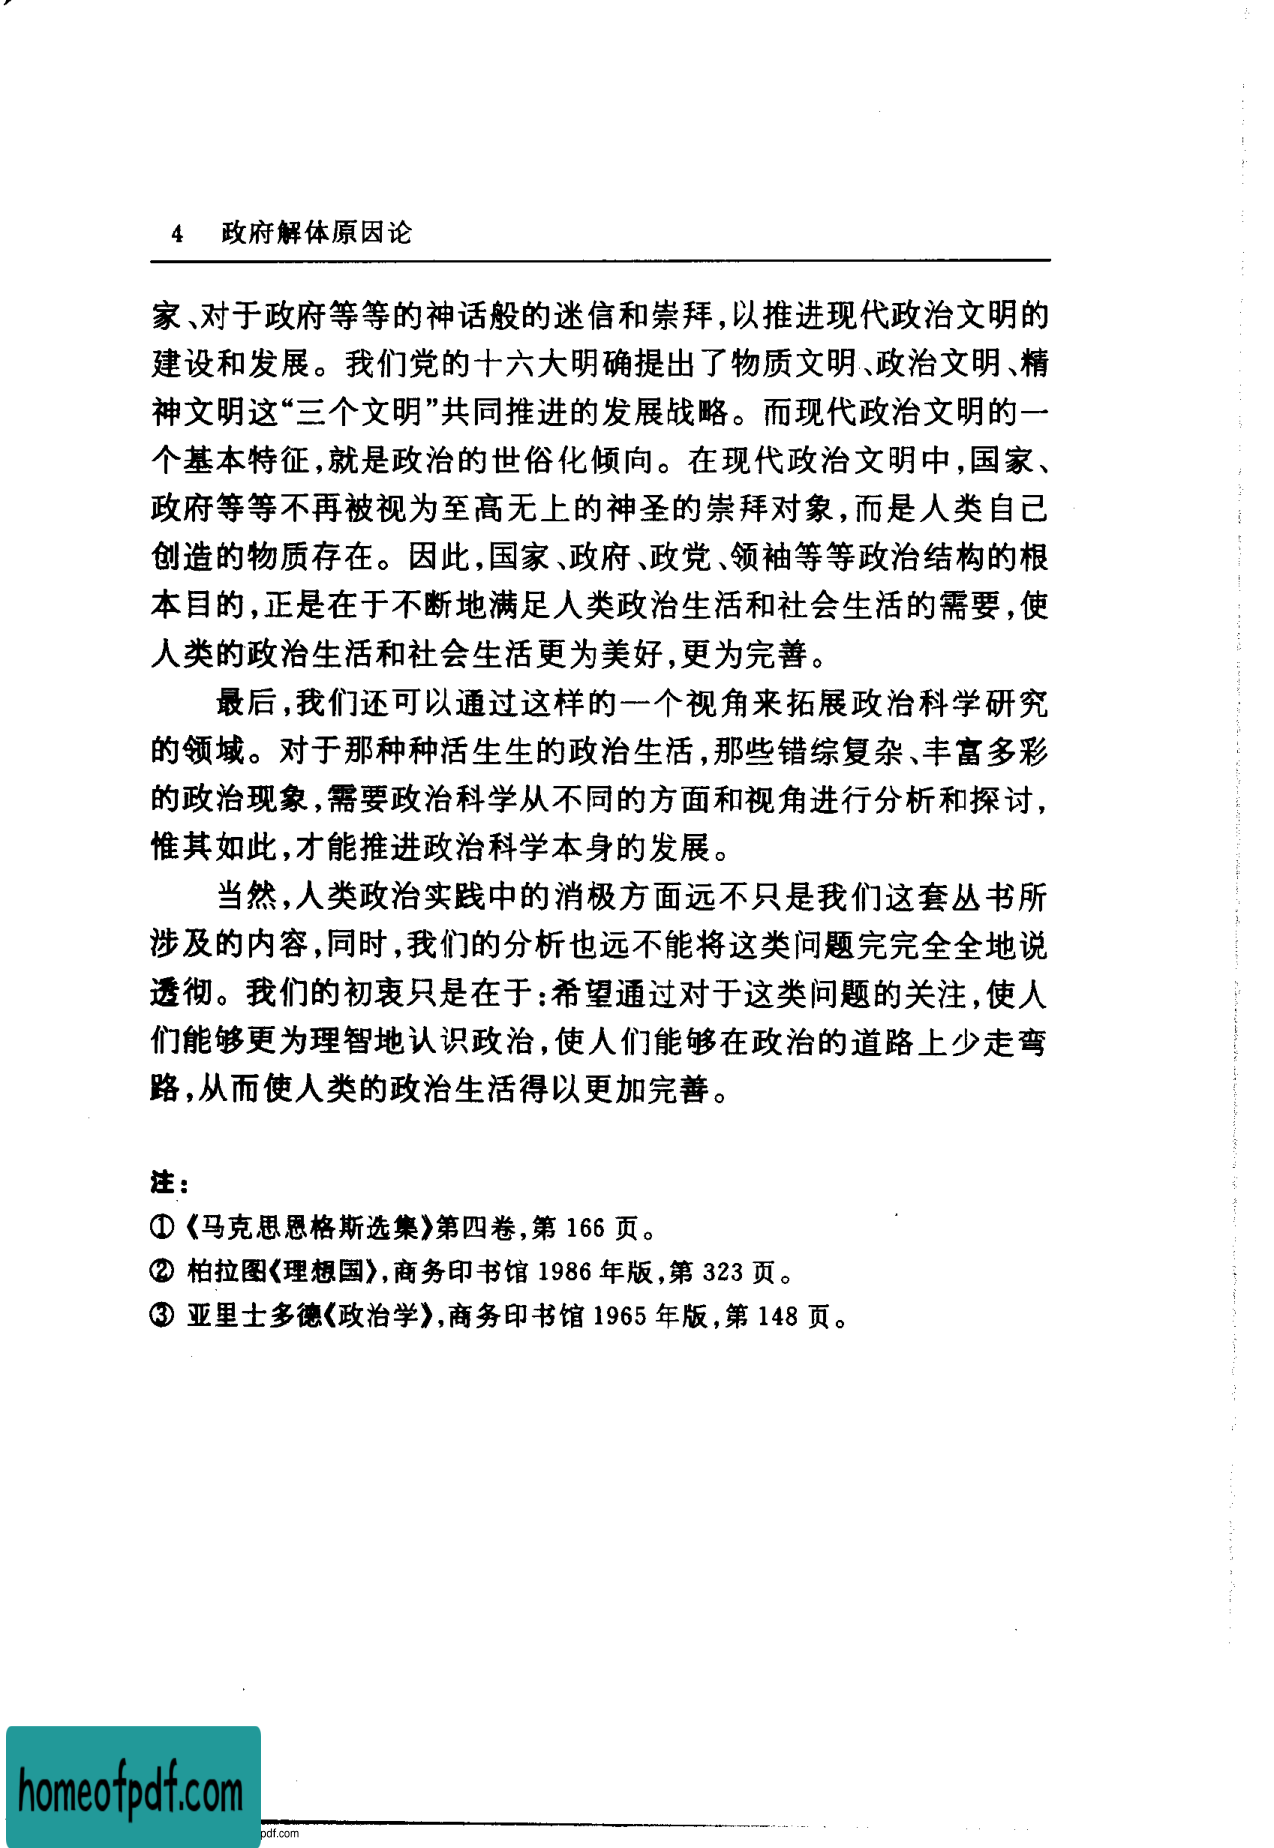 4 政府解体原因论
家、对于政府等等的神话般的迷信和崇拜,以推进现代政治文明的
建设和发展。我们党的十六大明确提出了物质文明、政治文明、精
神文明这“三个文明”共同推进的发展战略。而现代政治文明的一
个基本特征,就是政治的世俗化倾向。在现代政治文明中,国家、
政府等等不再被视为至高无上的神圣的崇拜对象,而是人类自己
创造的物质存在。因此,国家、政府、政党、领袖等等政治结构的根
本目的,正是在于不断地满足人类政治生活和社会生活的需要,使
人类的政治生活和社会生活更为美好,更为完善。
最后,我们还可以通过这样的一个视角来拓展政治科学研究
的领域。对于那种种活生生的政治生活,那些错综复杂、丰富多彩
的政治现象,需要政治科学从不同的方面和视角进行分析和探讨,
惟其如此,才能推进政治科学本身的发展。
当然,人类政治实践中的消极方面远不只是我们这套丛书所
涉及的内容,同时,我们的分析也远不能将这类问题完完全全地说
透彻。我们的初衷只是在于:希望通过对于这类问题的关注,使人
们能够更为理智地认识政治,使人们能够在政治的道路上少走弯
路,从而使人类的政治生活得以更加完善。
注:
①《马克思恩格斯选集》第四卷,第 166 页。
② 柏拉图《理想国》,商务印书馆 1986 年版,第 323 页。
③ 亚里士多德《政治学》,商务印书馆 1965 年版,第 148 页。
homeofpdf.com
pdf.com